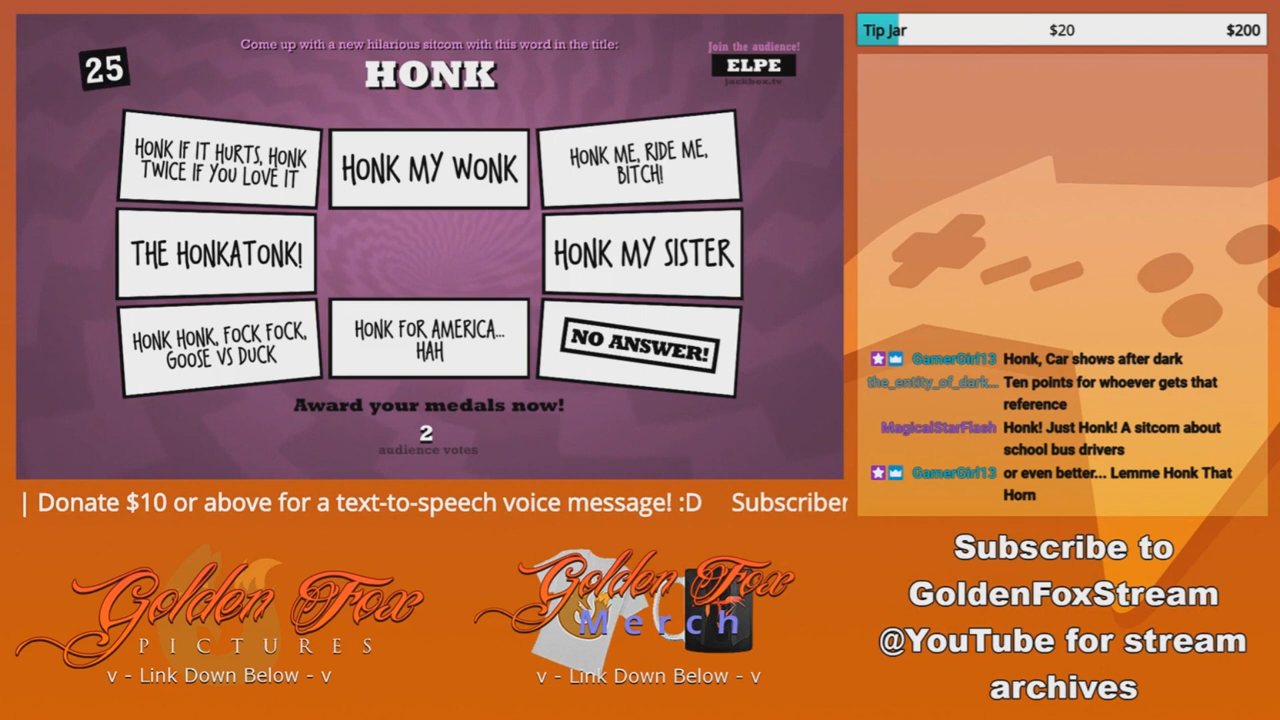 25
Come up with a new hilarious sitcom with this word in the title:
HONK
Join the audience!
ELPE
jackbox.tv
HONK IF IT HURTS, HONK
TWICE IF YOU LOVE IT
HONK MY WONK
HONK ME, RIDE ME,
BITCH!
THE HONKATONK!
HONK MY SISTER
HONK HONK, FOCK FOCK,
GOOSE VS DUCK
HONK FOR AMERICA...
HAH
NO ANSWER!
Award your medals now!
2
audience votes
Tip Jar
$20
$200
GamerGirl13 Honk, Car shows after dark
the_entity_of_dark... Ten points for whoever gets that
reference
MagicalStarFlash Honk! Just Honk! A sitcom about
school bus drivers
GamerGirl13 or even better... Lemme Honk That
Horn
| Donate $10 or above for a text-to-speech voice message! :D Subscriber
Golden Fox
PICTURES
v - Link Down Below - v
Golden Fox
Merch
v - Link Down Below - v
Subscribe to
GoldenFoxStream
@YouTube for stream
archives